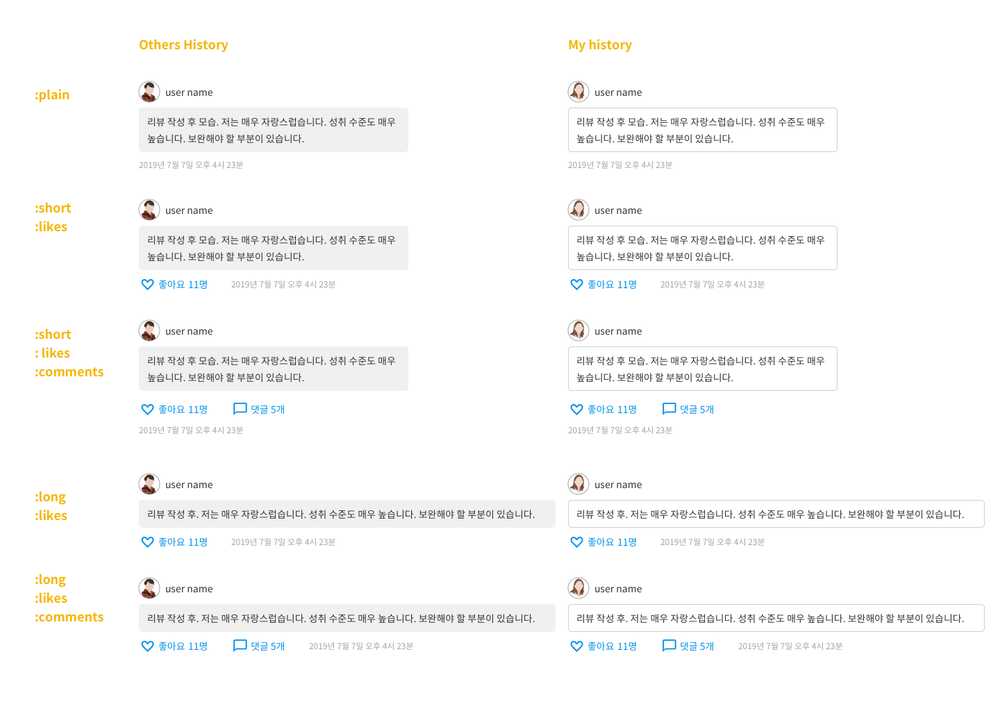 Others History
My history
:plain
user name
리뷰 작성 후 모습. 저는 매우 자랑스럽습니다. 성취 수준도 매우
높습니다. 보완해야 할 부분이 있습니다.
2019년 7월 7일 오후 4시 23분
user name
리뷰 작성 후 모습. 저는 매우 자랑스럽습니다. 성취 수준도 매우
높습니다. 보완해야 할 부분이 있습니다.
2019년 7월 7일 오후 4시 23분
:short
:likes
user name
리뷰 작성 후 모습. 저는 매우 자랑스럽습니다. 성취 수준도 매우
높습니다. 보완해야 할 부분이 있습니다.
좋아요 11명 2019년 7월 7일 오후 4시 23분
user name
리뷰 작성 후 모습. 저는 매우 자랑스럽습니다. 성취 수준도 매우
높습니다. 보완해야 할 부분이 있습니다.
좋아요 11명 2019년 7월 7일 오후 4시 23분
:short
: likes
:comments
user name
리뷰 작성 후 모습. 저는 매우 자랑스럽습니다. 성취 수준도 매우
높습니다. 보완해야 할 부분이 있습니다.
좋아요 11명 댓글 5개
2019년 7월 7일 오후 4시 23분
user name
리뷰 작성 후 모습. 저는 매우 자랑스럽습니다. 성취 수준도 매우
높습니다. 보완해야 할 부분이 있습니다.
좋아요 11명 댓글 5개
2019년 7월 7일 오후 4시 23분
:long
:likes
user name
리뷰 작성 후. 저는 매우 자랑스럽습니다. 성취 수준도 매우 높습니다. 보완해야 할 부분이 있습니다.
좋아요 11명 2019년 7월 7일 오후 4시 23분
user name
리뷰 작성 후. 저는 매우 자랑스럽습니다. 성취 수준도 매우 높습니다. 보완해야 할 부분이 있습니다.
좋아요 11명 2019년 7월 7일 오후 4시 23분
:long
:likes
:comments
user name
리뷰 작성 후. 저는 매우 자랑스럽습니다. 성취 수준도 매우 높습니다. 보완해야 할 부분이 있습니다.
좋아요 11명 댓글 5개 2019년 7월 7일 오후 4시 23분
user name
리뷰 작성 후. 저는 매우 자랑스럽습니다. 성취 수준도 매우 높습니다. 보완해야 할 부분이 있습니다.
좋아요 11명 댓글 5개 2019년 7월 7일 오후 4시 23분